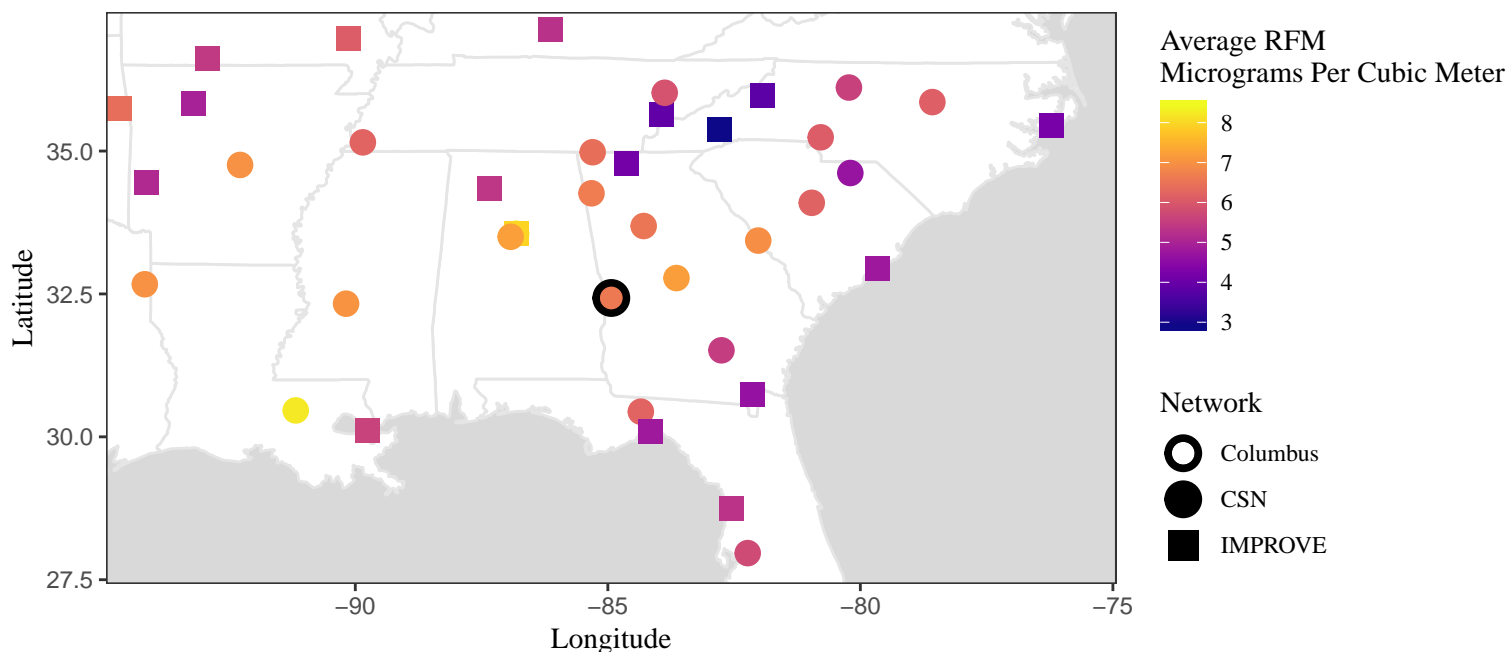 35.0
32.5
30.0
27.5
Latitude
−90
−85
−80
−75
Longitude
Average RFM
Micrograms Per Cubic Meter
8
7
6
5
4
3
Network
Columbus
CSN
IMPROVE